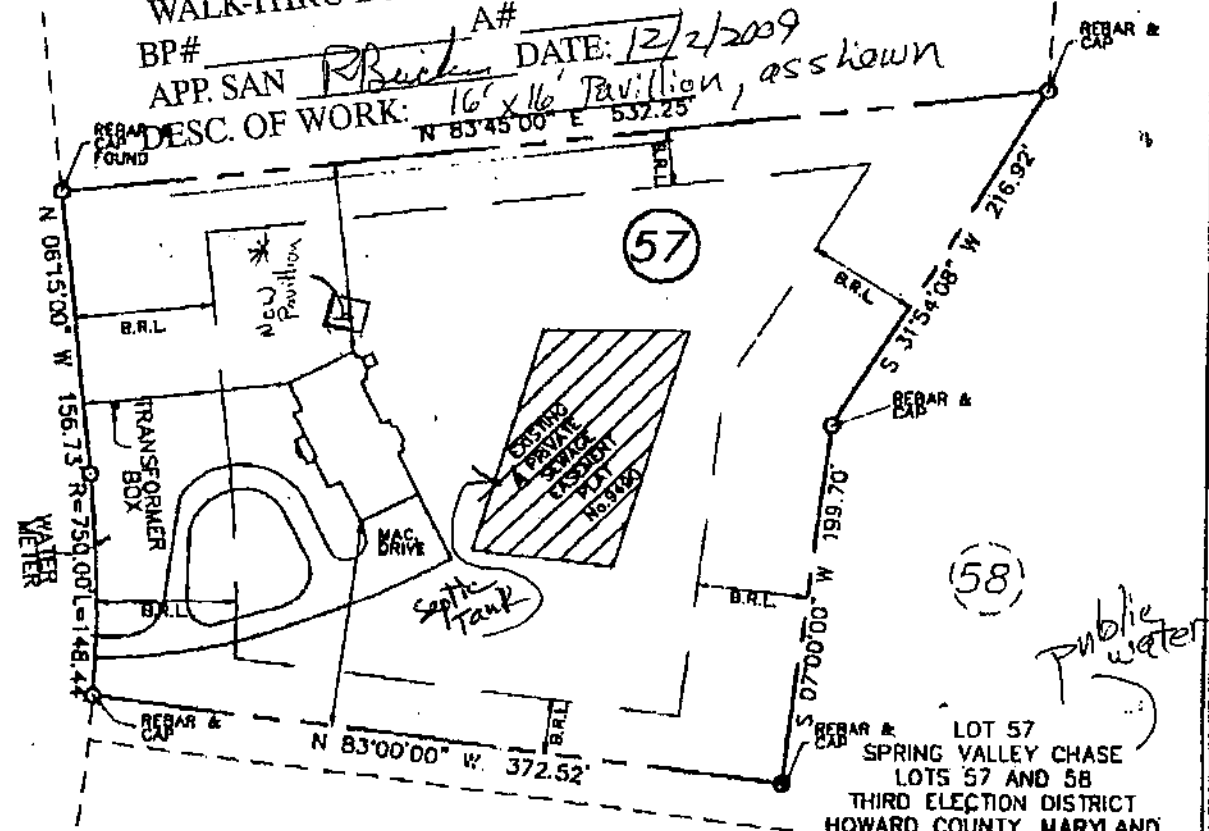 WALK-THRU
BP# A#
APP. SAN DATE: 12/2/2009
DESC. OF WORK: 16' x 16' Pavillion, as shown
N 83°45'00" E 532.25'
REBAR &
CAP
REBAR &
CAP
FOUND
B.R.L
57
N 06°15'00" W 156.73'
R=750.00' L=148.44'
New
Pavillion
*
B.R.L.
B.R.L.
S 31°54'08" W 216.92'
REBAR &
CAP
TRANSFORMER
BOX
EXISTING
A PRIVATE
SEWAGE
EASEMENT
PLAT
No.9690
WATER
METER
MAC.
DRIVE
Septic
Tank
B.R.L.
B.R.L.
S 07°00'00" W 199.70'
58
public
water
REBAR &
CAP
N 83°00'00" W 372.52'
B.R.L.
REBAR &
CAP
LOT 57
SPRING VALLEY CHASE
LOTS 57 AND 58
THIRD ELECTION DISTRICT
HOWARD COUNTY, MARYLAND